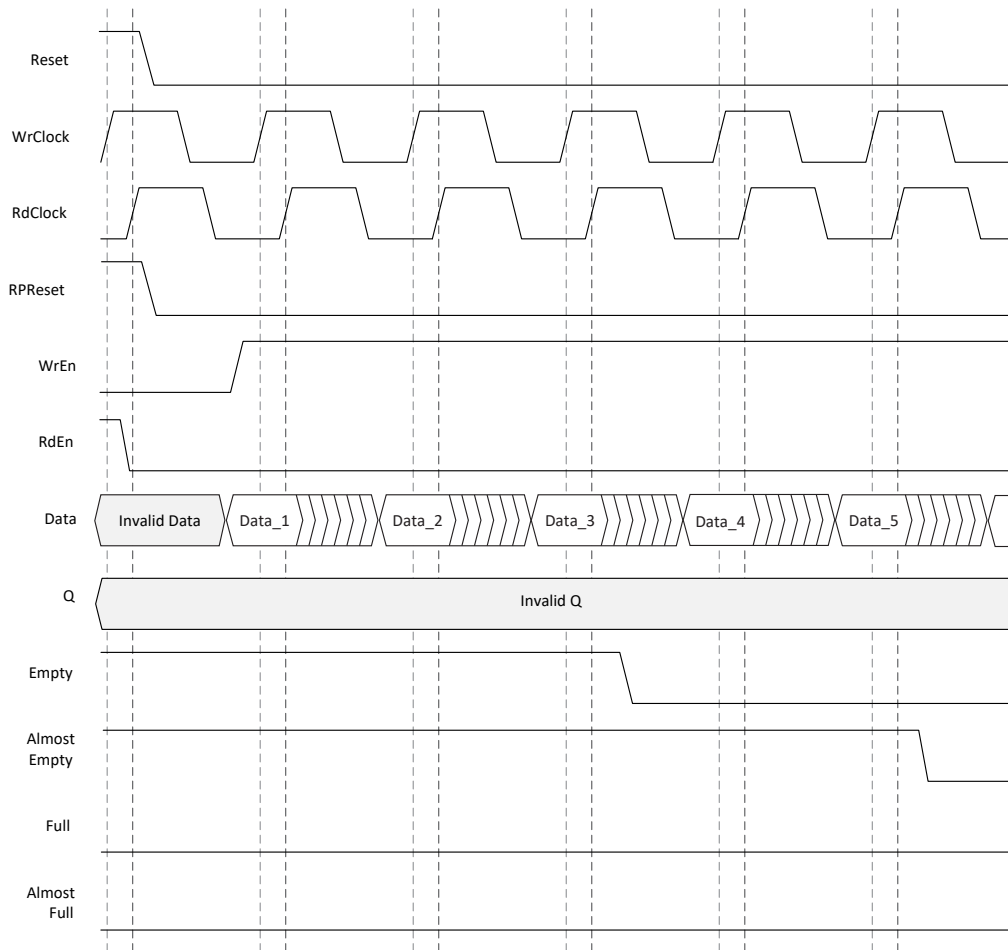 Reset
WrClock
RdClock
RPReset
WrEn
RdEn
Data
Invalid Data
Data_1
Data_2
Data_3
Data_4
Data_5
Q
Invalid Q
Empty
Almost
Empty
Full
Almost
Full